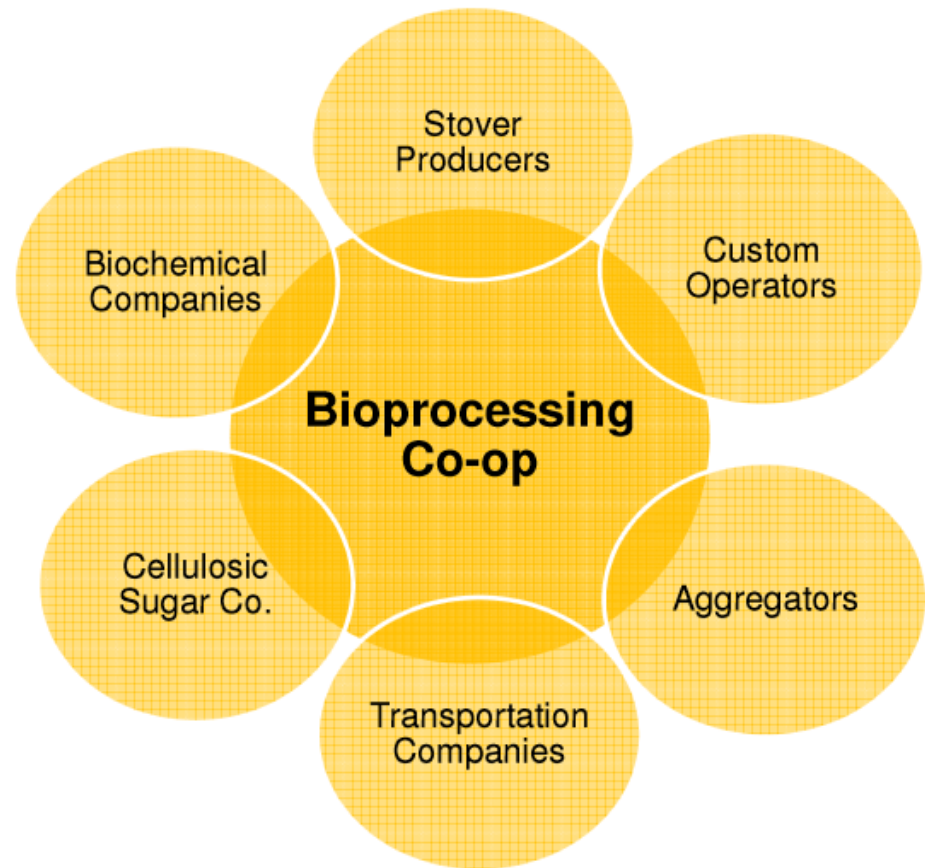 Stover
Producers
Custom
Operators
Aggregators
Transportation
Companies
Cellulosic
Sugar Co.
Biochemical
Companies
Bioprocessing
Co-op